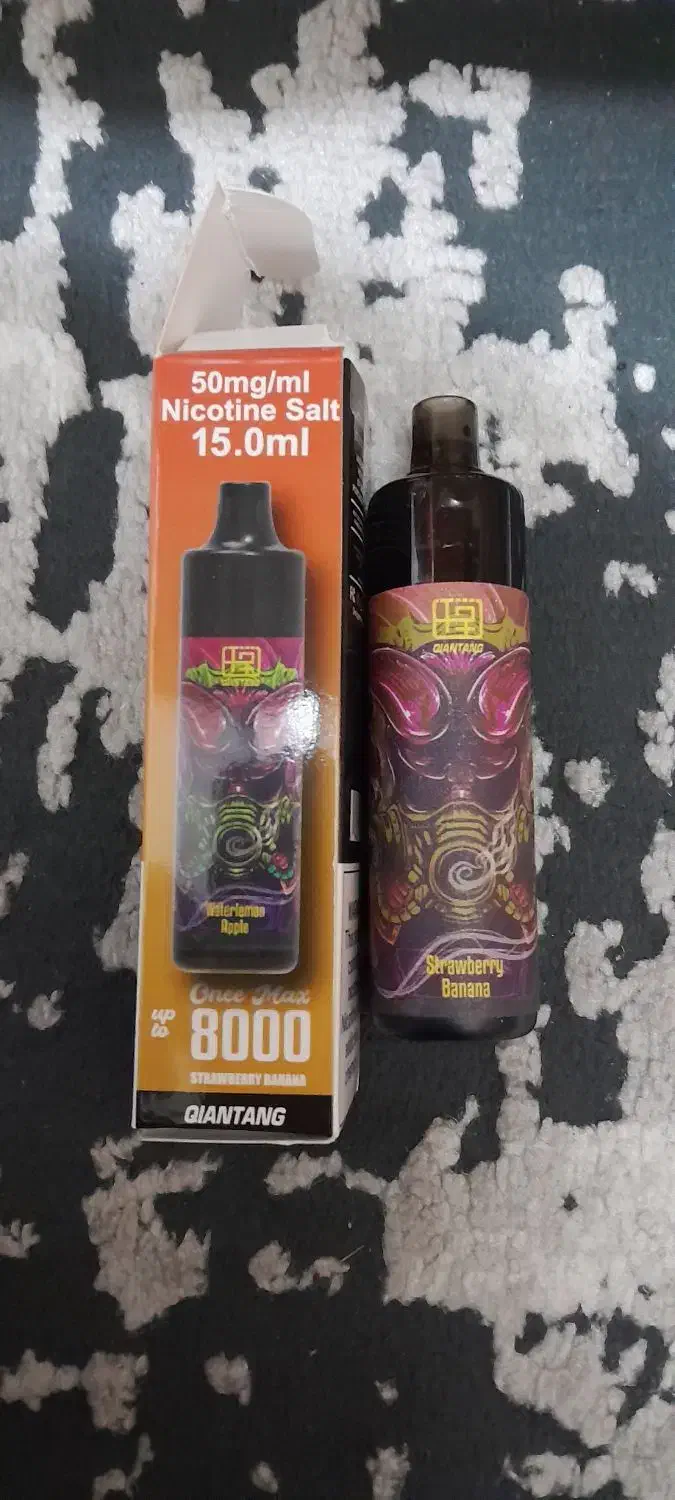 50mg/ml
Nicotine Salt
15.0ml
QIANTANG
Waterlemon
Apple
Once Max
up
to
8000
STRAWBERRY BANANA
QIANTANG
QIANTANG
Strawberry
Banana